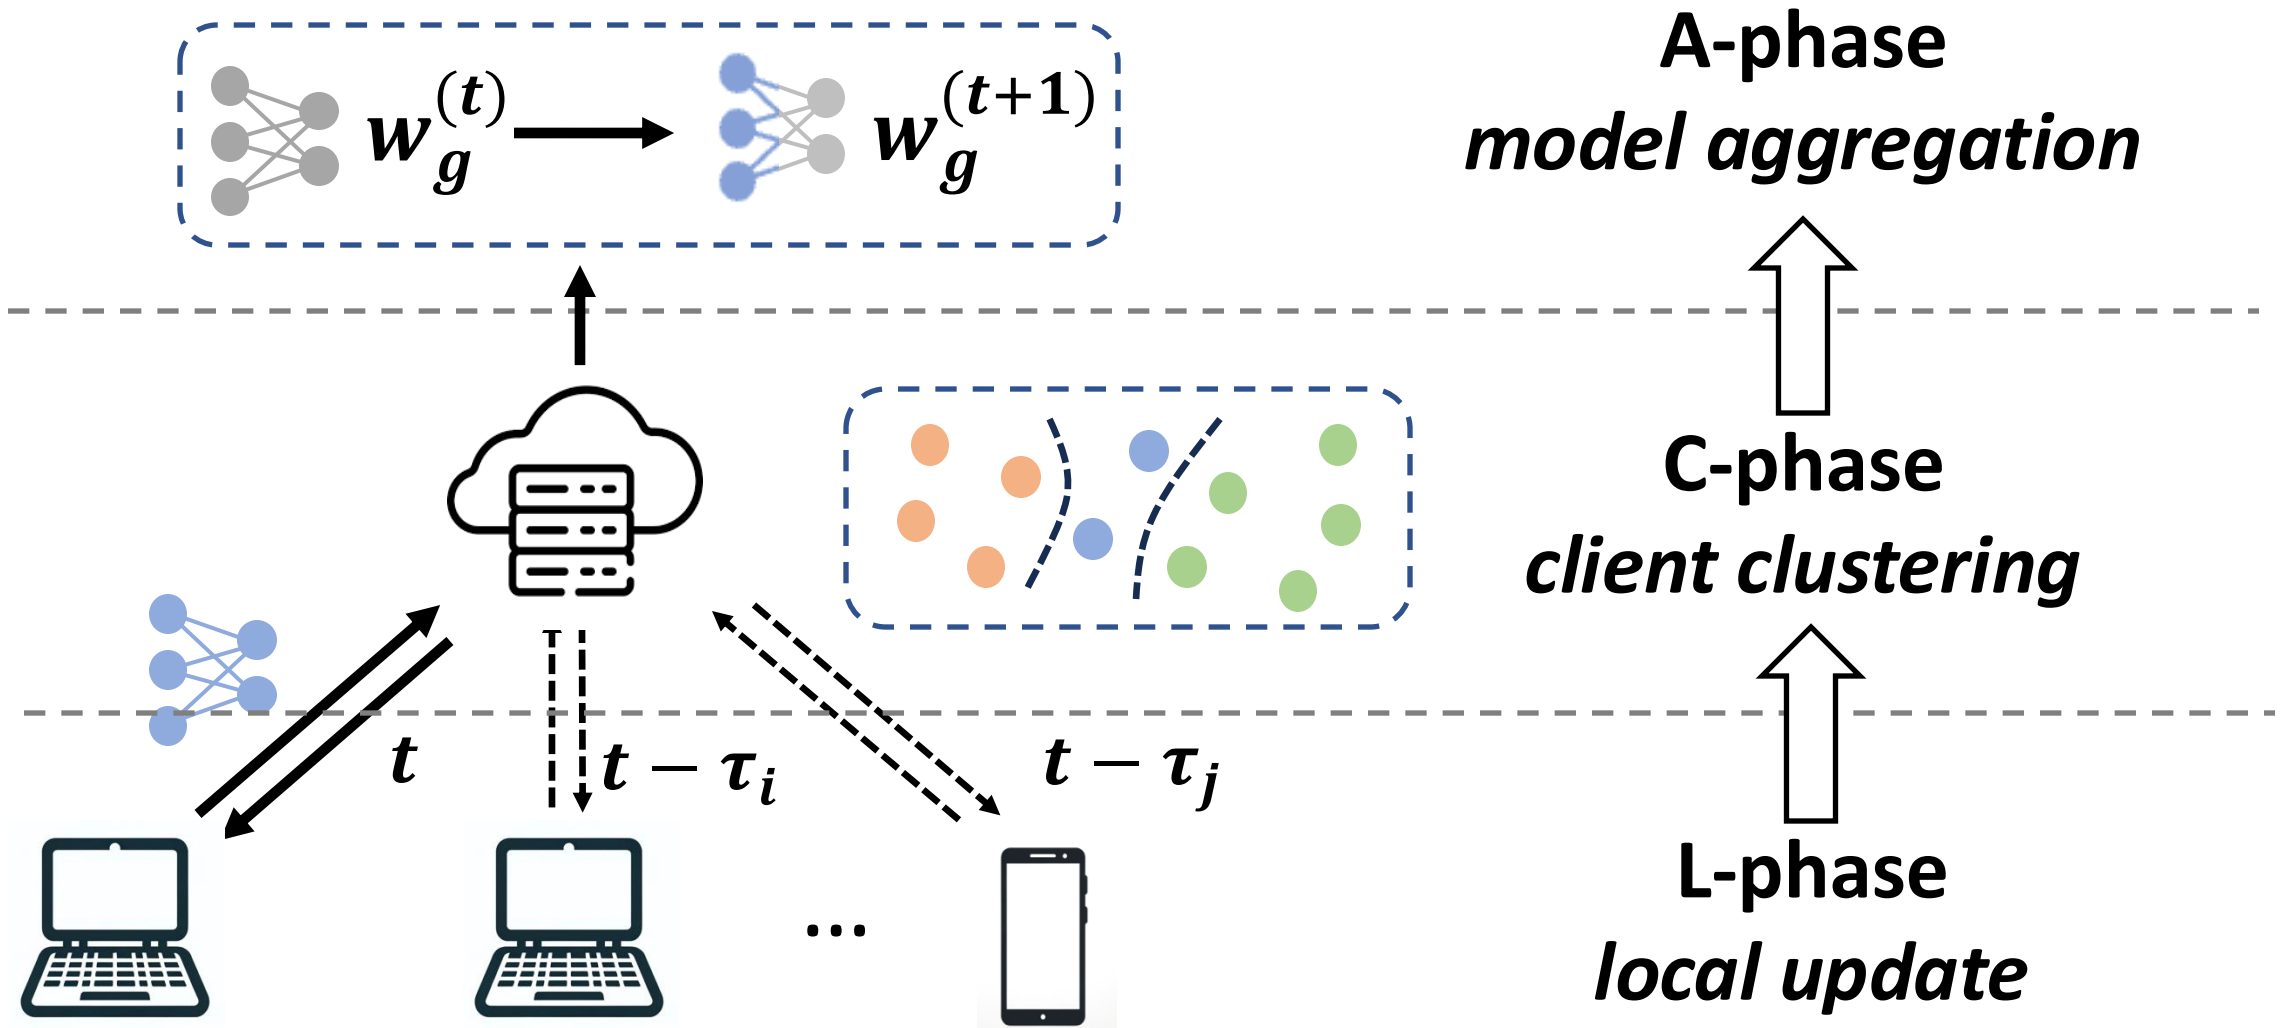 w_g^(t) w_g^(t+1)
A-phase
model aggregation
C-phase
client clustering
t
t − τ_i
t − τ_j
...
L-phase
local update